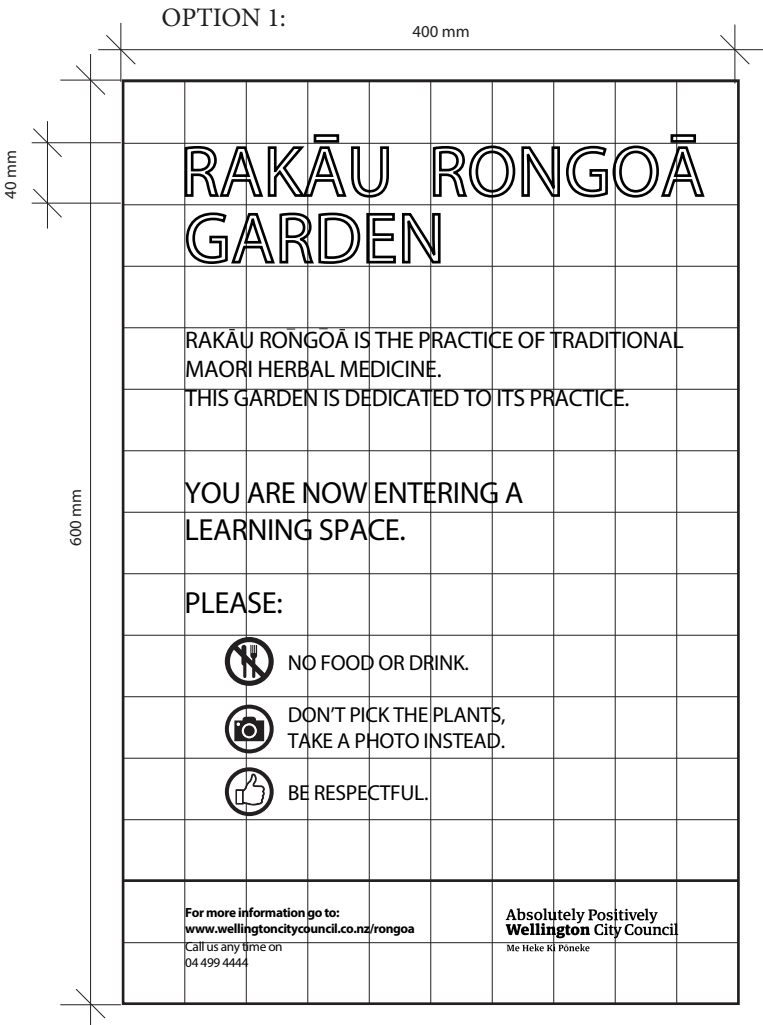 OPTION 1:
400 mm
40 mm
600 mm
RAKĀU RONGOĀ
GARDEN
RAKĀU RŌNGŌĀ IS THE PRACTICE OF TRADITIONAL
MAORI HERBAL MEDICINE.
THIS GARDEN IS DEDICATED TO ITS PRACTICE.
YOU ARE NOW ENTERING A
LEARNING SPACE.
PLEASE:
NO FOOD OR DRINK.
DON'T PICK THE PLANTS,
TAKE A PHOTO INSTEAD.
BE RESPECTFUL.
For more information go to:
www.wellingtoncitycouncil.co.nz/rongoa
Call us any time on
04 499 4444
Absolutely Positively
Wellington City Council
Me Heke Ki Pōneke